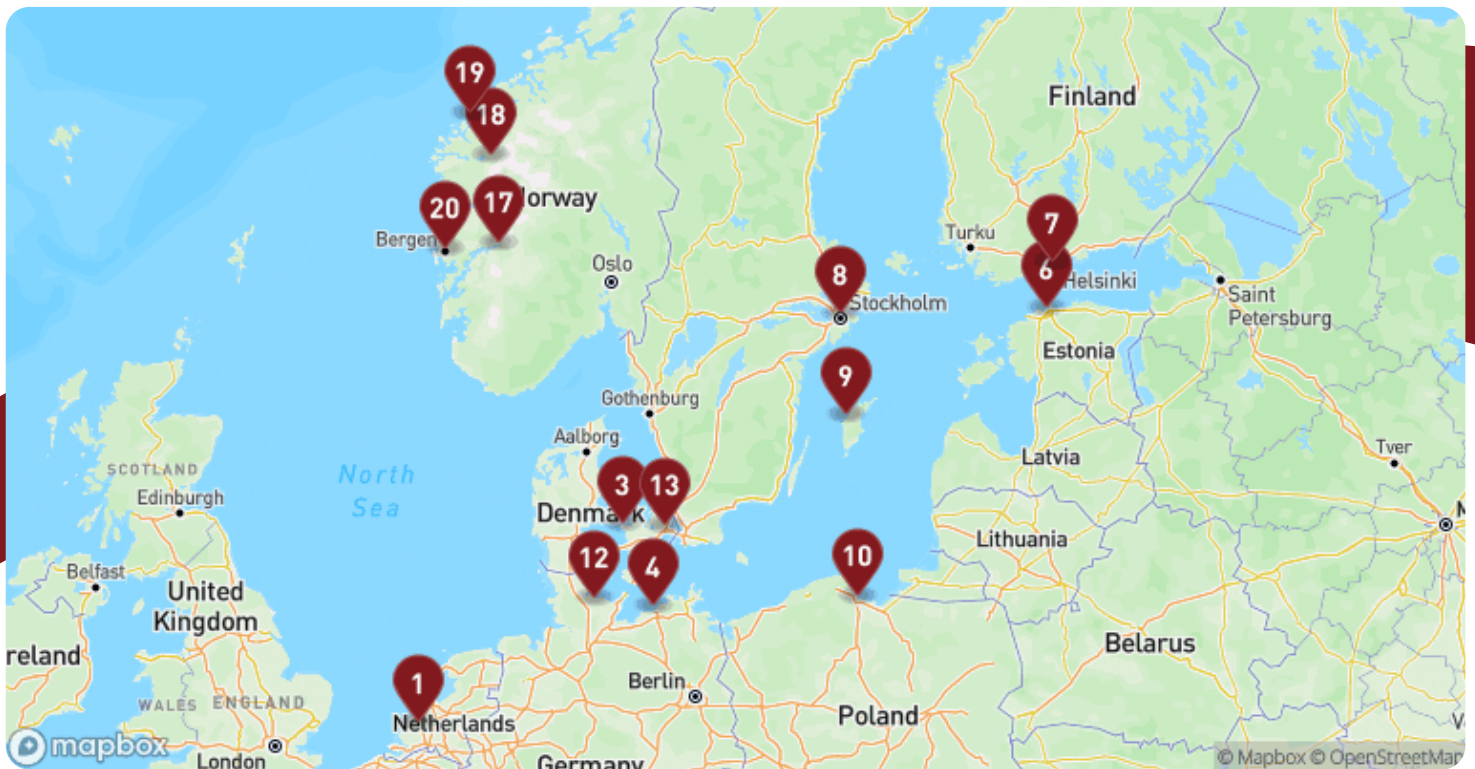 19
18
Finland
17
orway
20
7
Bergen
Turku
Oslo
8
6
Helsinki
Stockholm
Saint
Petersburg
Estonia
9
Gothenburg
Aalborg
SCOTLAND
Latvia
Tver
North
Sea
3
13
Edinburgh
Denmark
Lithuania
10
12
4
Belfast
United
Kingdom
Belarus
reland
1
Berlin
WALES
ENGLAND
Netherlands
Poland
mapbox
London
Germany
© Mapbox © OpenStreetMap